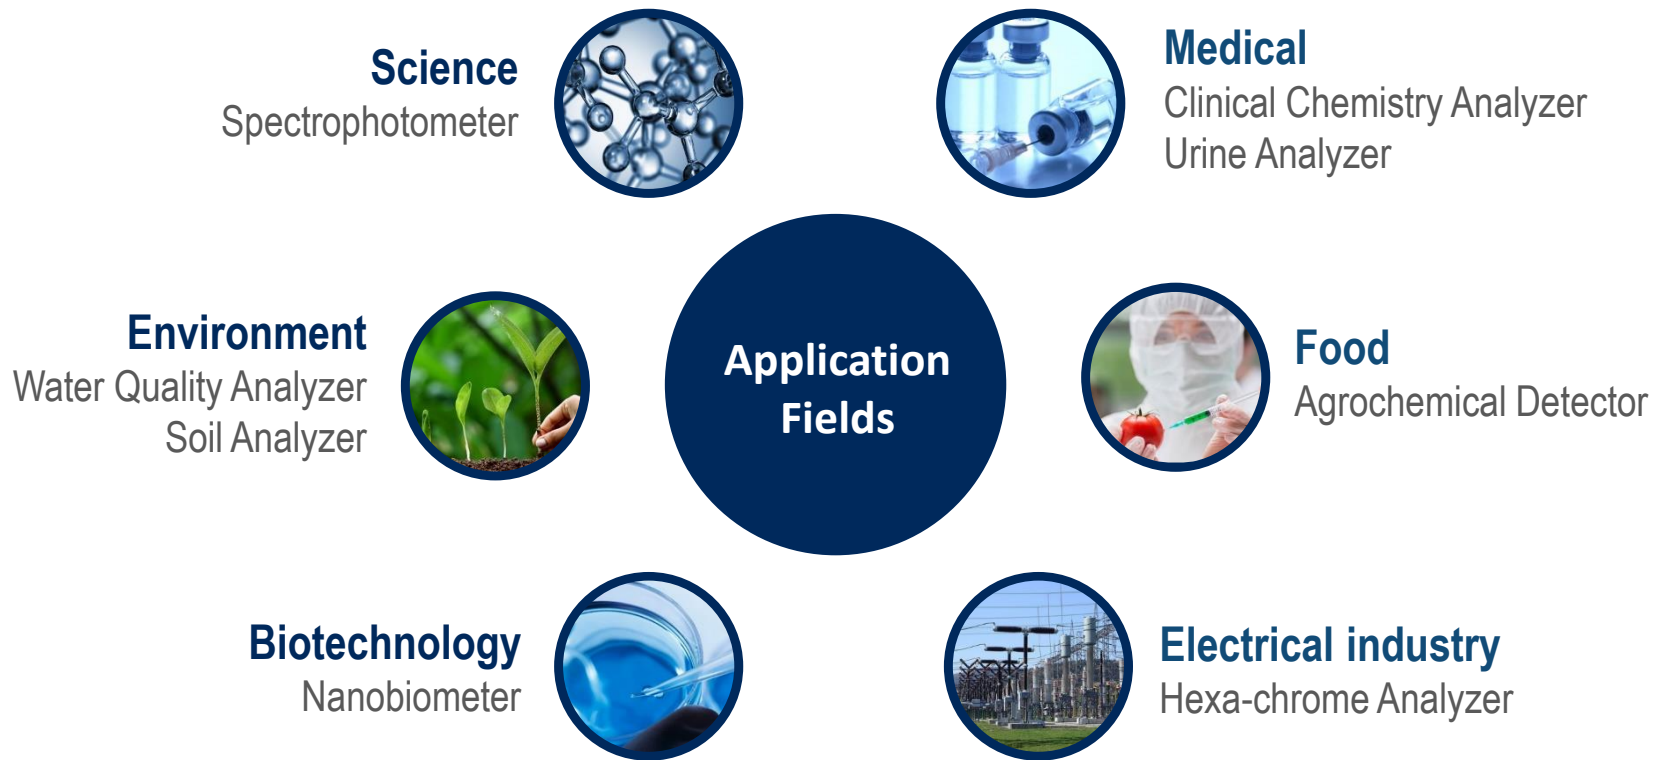 Science
Spectrophotometer
Medical
Clinical Chemistry Analyzer
Urine Analyzer
Environment
Water Quality Analyzer
Soil Analyzer
Application
Fields
Food
Agrochemical Detector
Biotechnology
Nanobiometer
Electrical industry
Hexa-chrome Analyzer